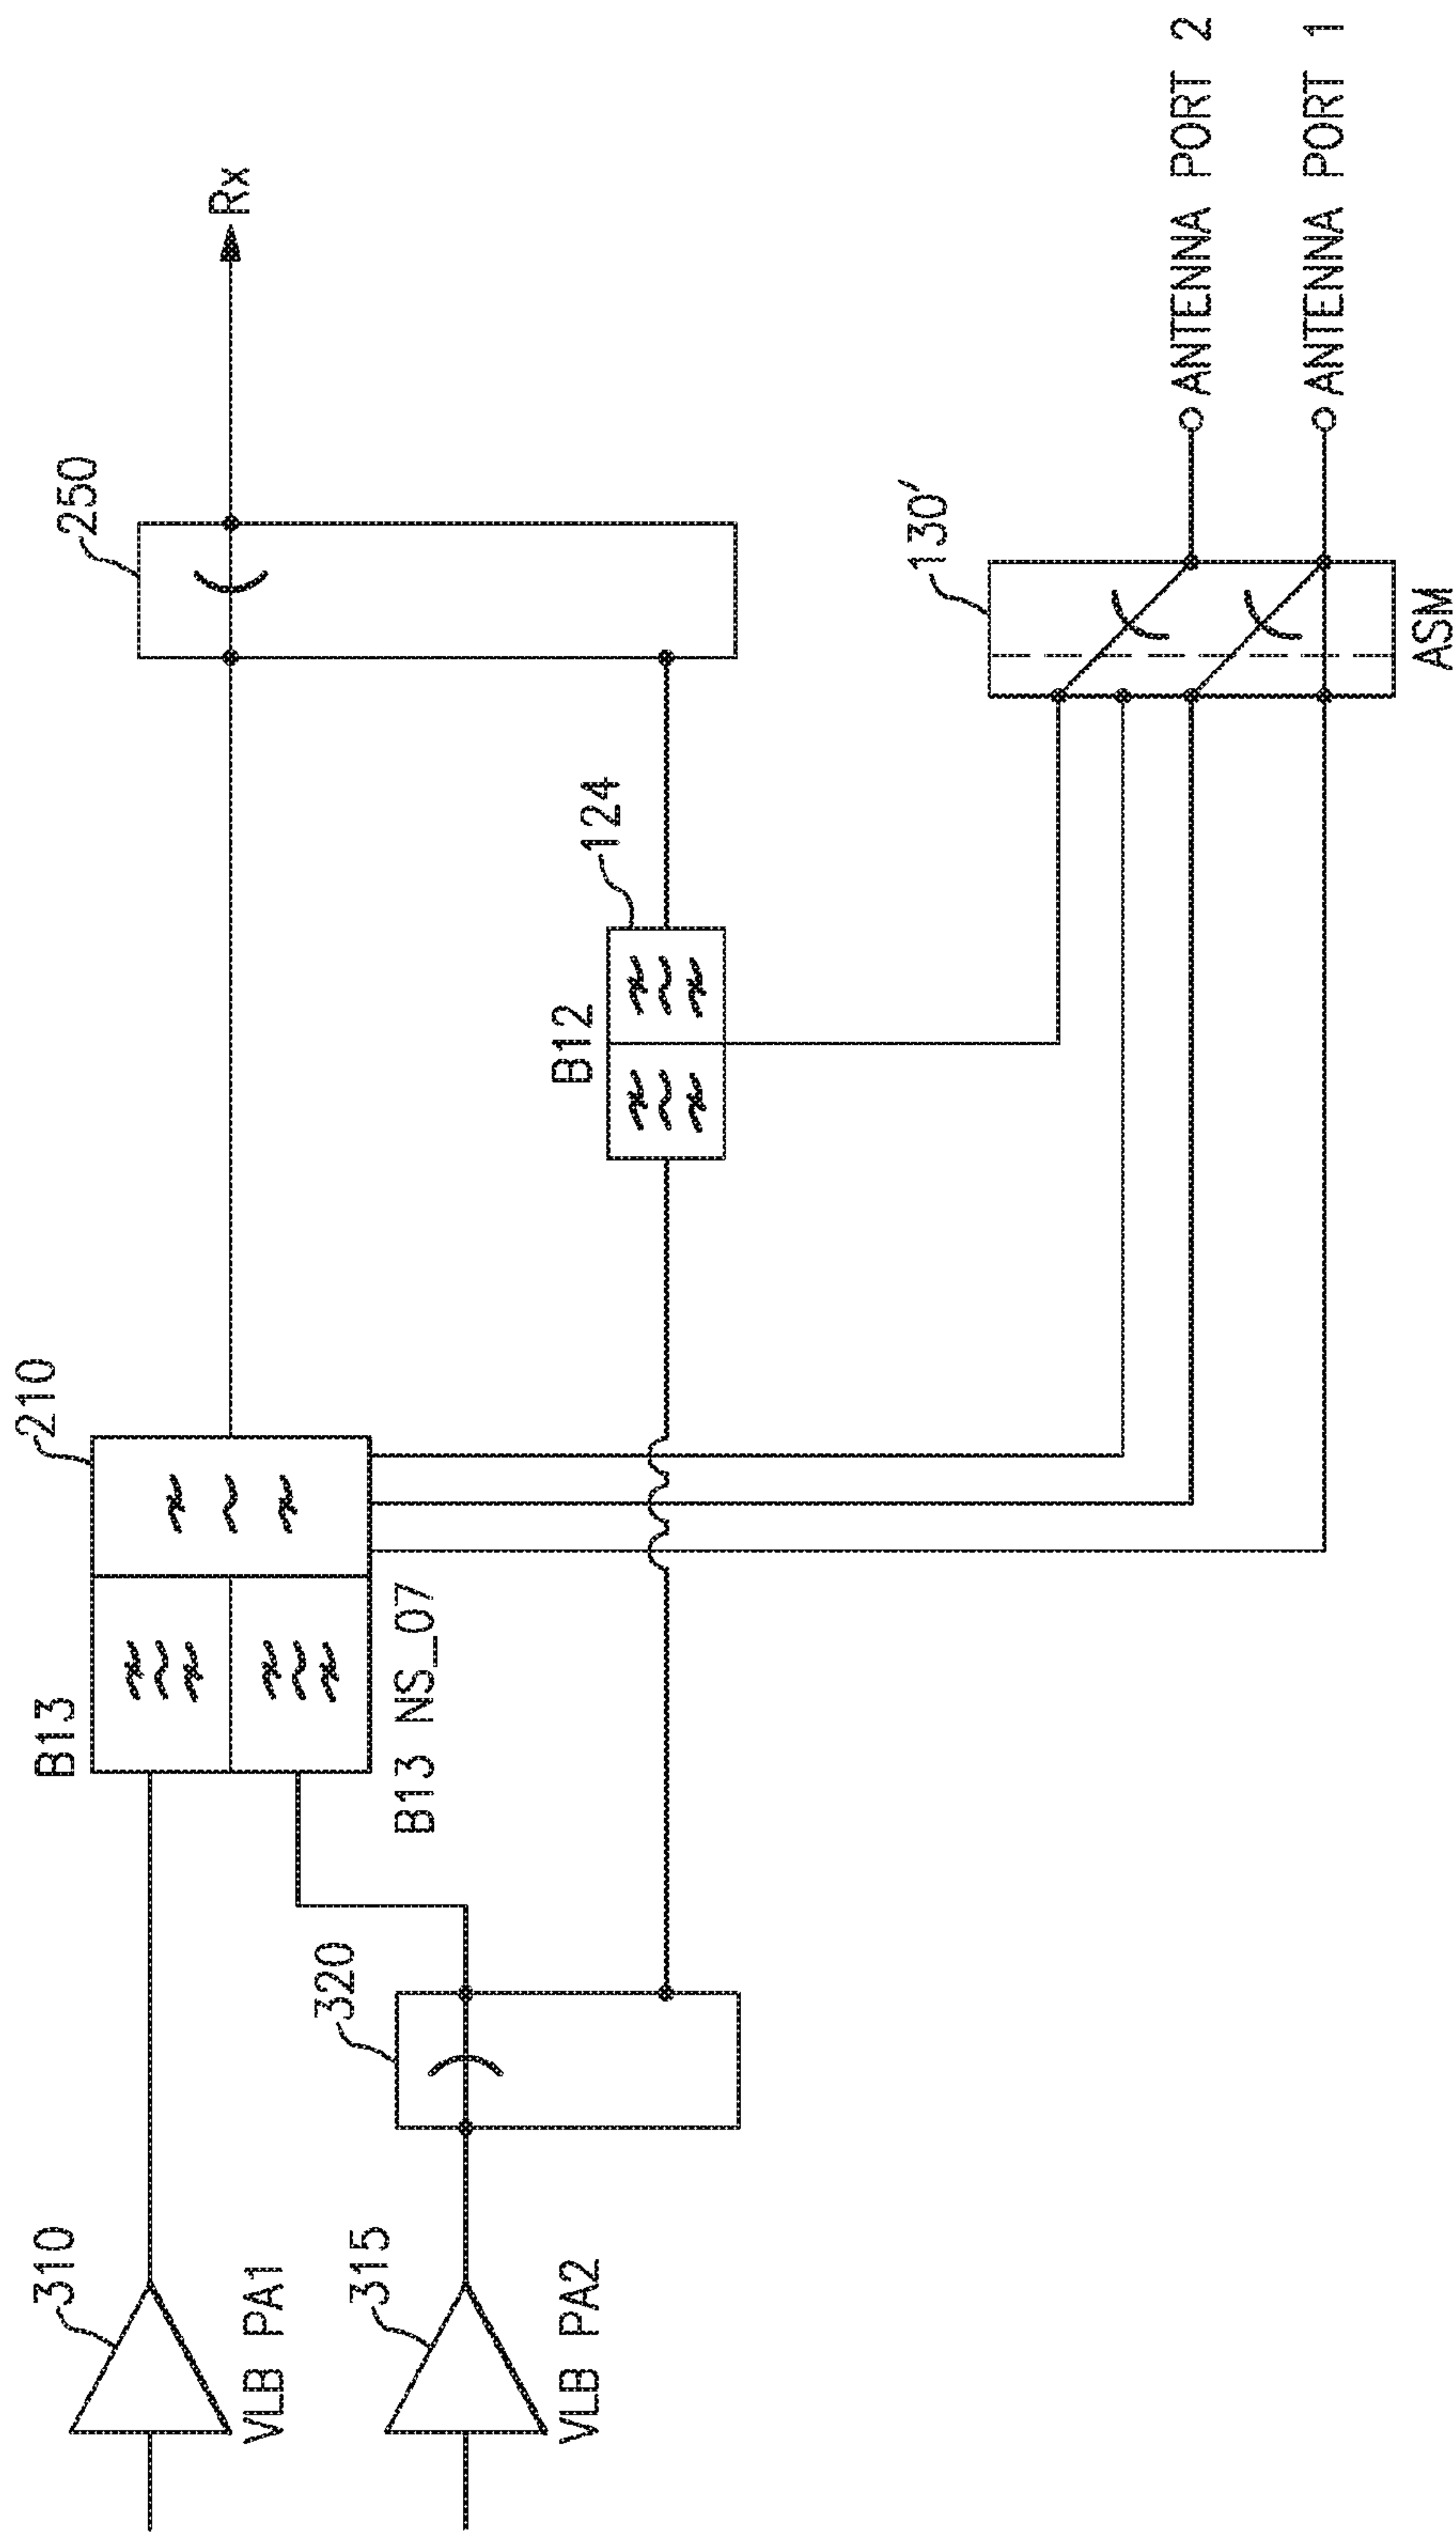 310
VLB PA1
315
VLB PA2
320
B13
210
B13 NS_07
B12
124
250
Rx
130'
ASM
ANTENNA PORT 2
ANTENNA PORT 1